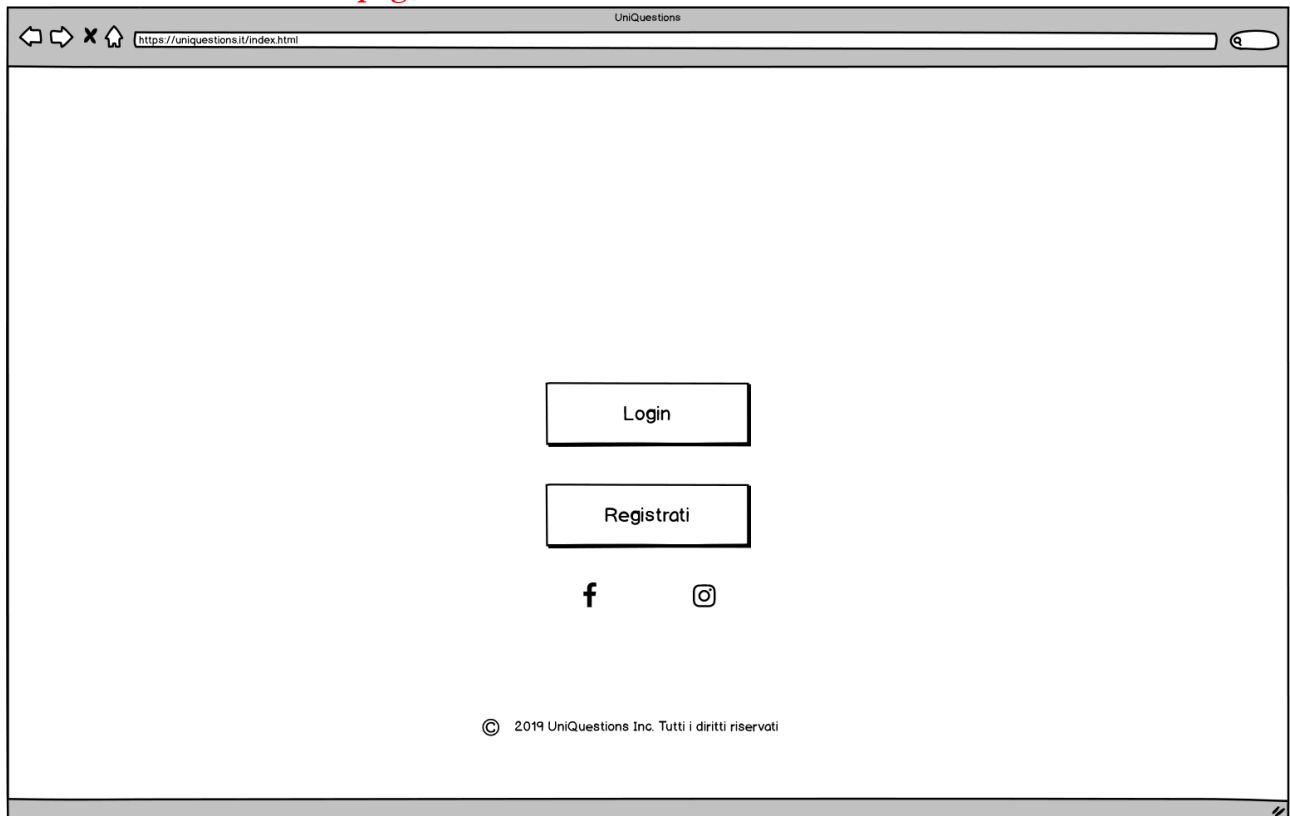 UniQuestions
https://uniquestions.it/index.html
Login
Registrati
© 2019 UniQuestions Inc. Tutti i diritti riservati